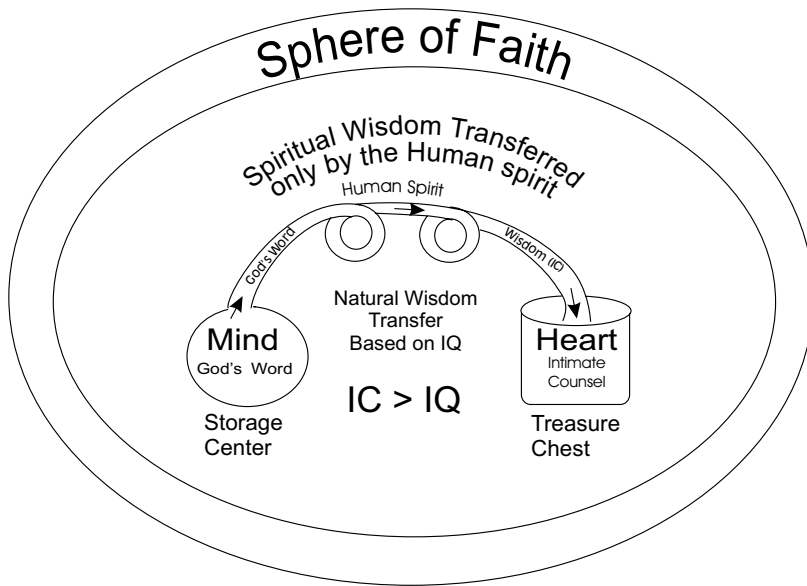 Sphere of Faith
Spiritual Wisdom Transferred
only by the Human spirit
Human Spirit
God's Word
Wisdom (IC)
Natural Wisdom
Transfer
Based on IQ
Mind
God's Word
Heart
Intimate
Counsel
IC > IQ
Storage
Center
Treasure
Chest